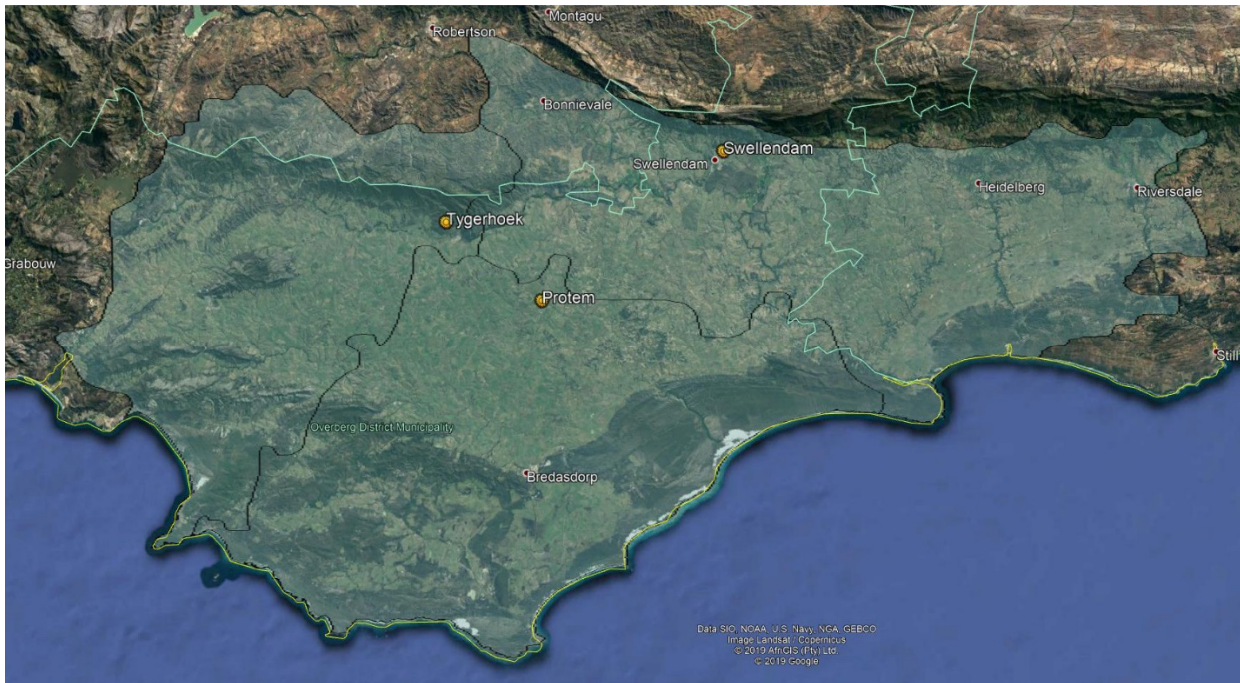 Montagu
Robertson
Bonnievale
Swellendam
Swellendam
Heidelberg
Riversdale
Tygerhoek
Grabouw
Protem
Still
Overberg District Municipality
Bredasdorp
Data SIO, NOAA, U.S. Navy, NGA, GEBCO
Image Landsat / Copernicus
© 2019 AfriGIS (Pty) Ltd.
© 2019 Google